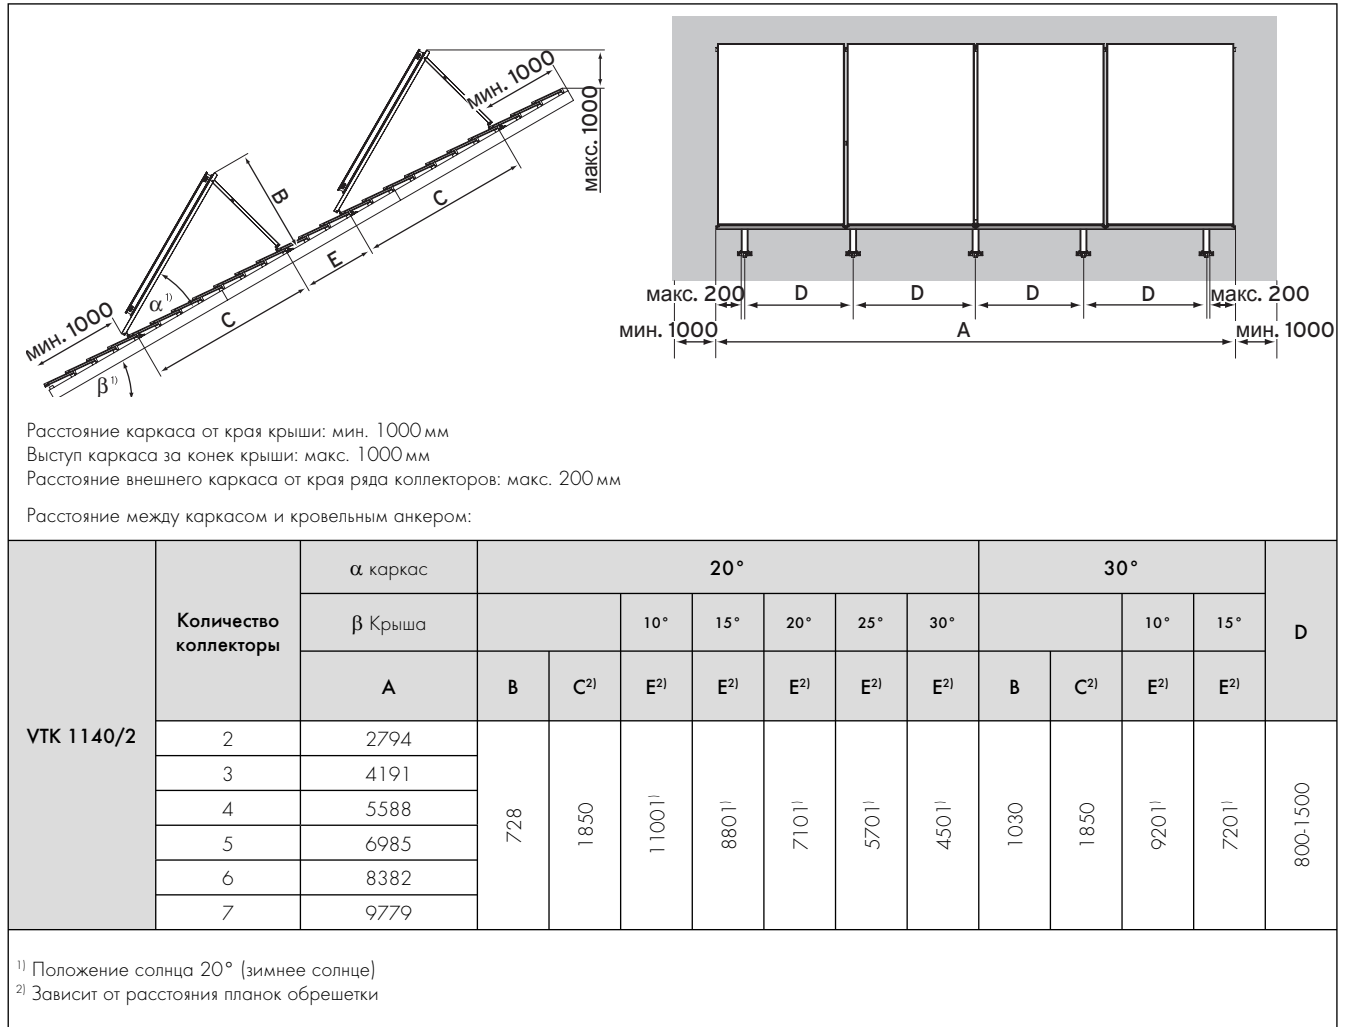 мин. 1000
макс. 1000
B
C
E
α 1)
C
мин. 1000
β 1)
макс. 200 D D D D макс. 200
мин. 1000 A мин. 1000
Расстояние каркаса от края крыши: мин. 1000 мм
Выступ каркаса за конек крыши: макс. 1000 мм
Расстояние внешнего каркаса от края ряда коллекторов: макс. 200 мм
Расстояние между каркасом и кровельным анкером:
VTK 1140/2
Количество
коллекторы
α каркас 20° 30° D
β Крыша 10° 15° 20° 25° 30° 10° 15°
A B C2) E2) E2) E2) E2) E2) B C2) E2) E2)
2 2794
3 4191
4 5588
5 6985
6 8382
7 9779
728 1850 11001) 8801) 7101) 5701) 4501) 1030 1850 9201) 7201) 800-1500
1) Положение солнца 20° (зимнее солнце)
2) Зависит от расстояния планок обрешетки